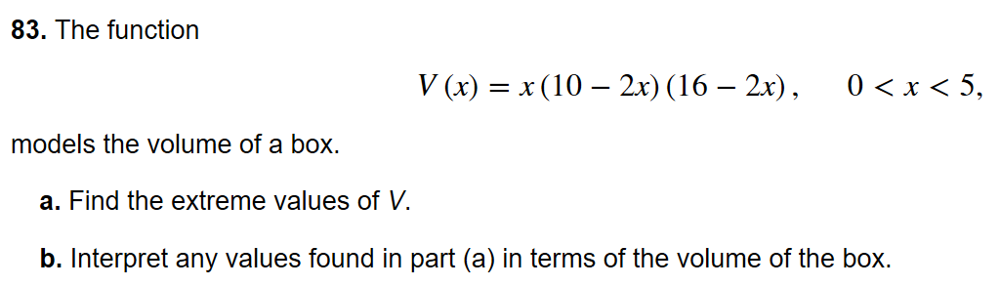 83. The function
V (x) = x (10 − 2x) (16 − 2x) , 0 < x < 5,
models the volume of a box.
a. Find the extreme values of V.
b. Interpret any values found in part (a) in terms of the volume of the box.